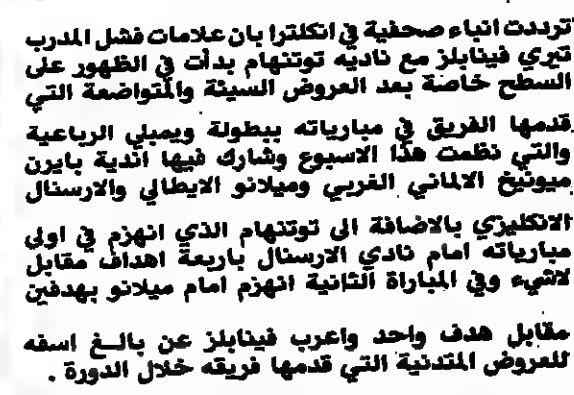 ترددت انباء صحفية في انكلترا بان علامات فشل المدرب
تيري فينابلز مع ناديه توتنهام بدأت في الظهور على
السطح خاصة بعد العروض السيئة والمتواضعة التي
قدمها الفريق في مبارياته ببطولة ويمبلي الرباعية
والتي نظمت هذا الاسبوع وشارك فيها اندية بايرن
ميونيخ الالماني الغربي وميلانو الايطالي والارسنال
الانكليزي بالاضافة الى توتنهام الذي انهزم في اولى
مبارياته امام نادي الارسنال باربعة اهداف مقابل
لاشيء وفي المباراة الثانية انهزم امام ميلانو بهدفين
مقابل هدف واحد واعرب فينابلز عن بالغ اسفه
للعروض المتدنية التي قدمها فريقه خلال الدورة .